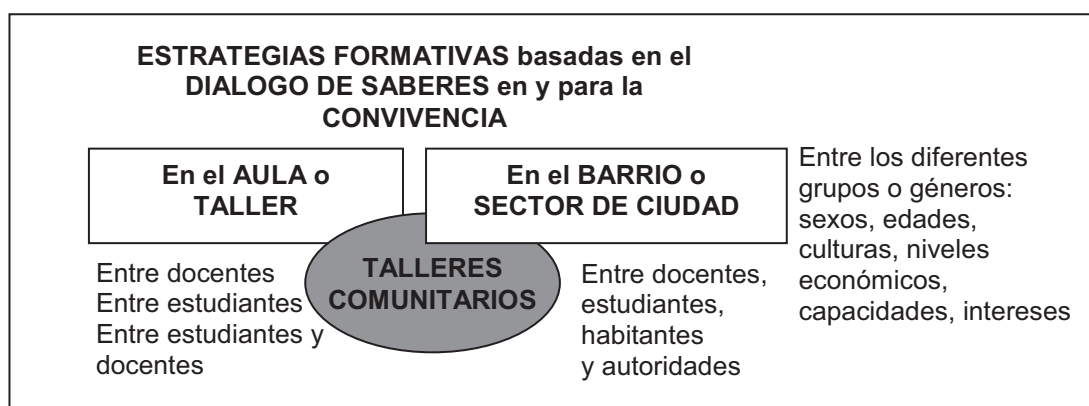 ESTRATEGIAS FORMATIVAS basadas en el
DIALOGO DE SABERES en y para la
CONVIVENCIA
En el AULA o
TALLER
En el BARRIO o
SECTOR DE CIUDAD
Entre los diferentes
grupos o géneros:
sexos, edades,
culturas, niveles
económicos,
capacidades, intereses
TALLERES
COMUNITARIOS
Entre docentes
Entre estudiantes
Entre estudiantes y
docentes
Entre docentes,
estudiantes,
habitantes
y autoridades